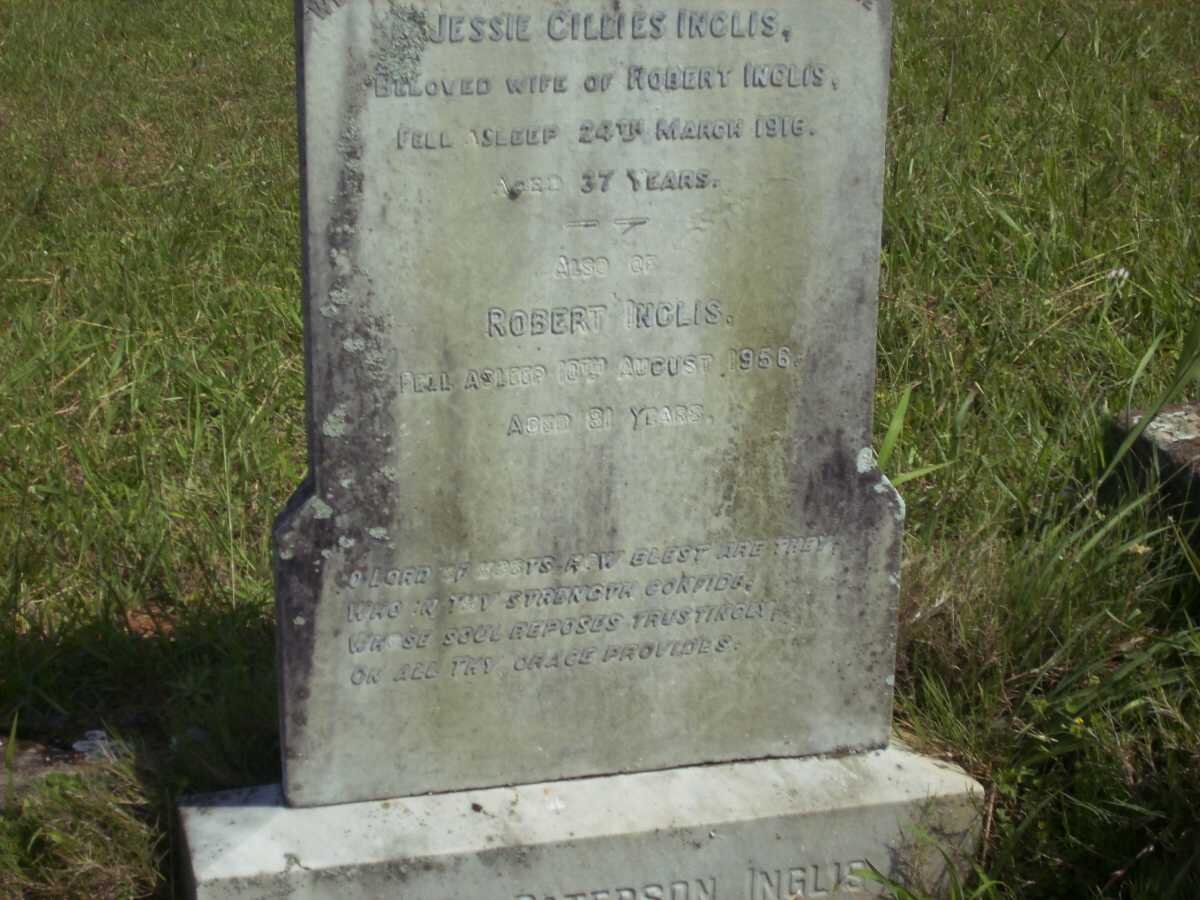 JESSIE GILLIES INGLIS,
BELOVED WIFE OF ROBERT INGLIS,
FELL ASLEEP 24TH MARCH 1916.
AGED 37 YEARS.
ALSO OF
ROBERT INGLIS.
FELL ASLEEP 10TH AUGUST 1956.
AGED 81 YEARS.
O LORD OF HOSTS HOW BLEST ARE THEY,
WHO IN THY STRENGTH CONFIDE,
WHOSE SOUL REPOSES TRUSTINGLY,
ON ALL THY GRACE PROVIDES.
PATERSON INGLIS